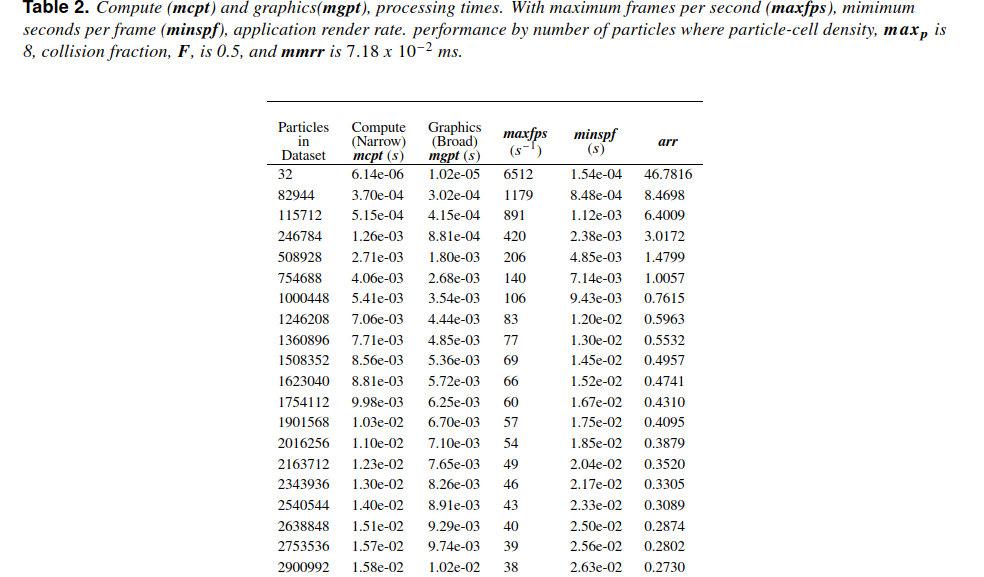 Table 2. Compute (mcpt) and graphics(mgpt), processing times. With maximum frames per second (maxfps), mimimum
seconds per frame (minspf), application render rate. performance by number of particles where particle-cell density, maxp is
8, collision fraction, F, is 0.5, and mmrr is 7.18 x 10−2 ms.
Particles in Dataset Compute (Narrow) mcpt (s) Graphics (Broad) mgpt (s) maxfps (s−1) minspf (s) arr
32 6.14e-06 1.02e-05 6512 1.54e-04 46.7816
82944 3.70e-04 3.02e-04 1179 8.48e-04 8.4698
115712 5.15e-04 4.15e-04 891 1.12e-03 6.4009
246784 1.26e-03 8.81e-04 420 2.38e-03 3.0172
508928 2.71e-03 1.80e-03 206 4.85e-03 1.4799
754688 4.06e-03 2.68e-03 140 7.14e-03 1.0057
1000448 5.41e-03 3.54e-03 106 9.43e-03 0.7615
1246208 7.06e-03 4.44e-03 83 1.20e-02 0.5963
1360896 7.71e-03 4.85e-03 77 1.30e-02 0.5532
1508352 8.56e-03 5.36e-03 69 1.45e-02 0.4957
1623040 8.81e-03 5.72e-03 66 1.52e-02 0.4741
1754112 9.98e-03 6.25e-03 60 1.67e-02 0.4310
1901568 1.03e-02 6.70e-03 57 1.75e-02 0.4095
2016256 1.10e-02 7.10e-03 54 1.85e-02 0.3879
2163712 1.23e-02 7.65e-03 49 2.04e-02 0.3520
2343936 1.30e-02 8.26e-03 46 2.17e-02 0.3305
2540544 1.40e-02 8.91e-03 43 2.33e-02 0.3089
2638848 1.51e-02 9.29e-03 40 2.50e-02 0.2874
2753536 1.57e-02 9.74e-03 39 2.56e-02 0.2802
2900992 1.58e-02 1.02e-02 38 2.63e-02 0.2730